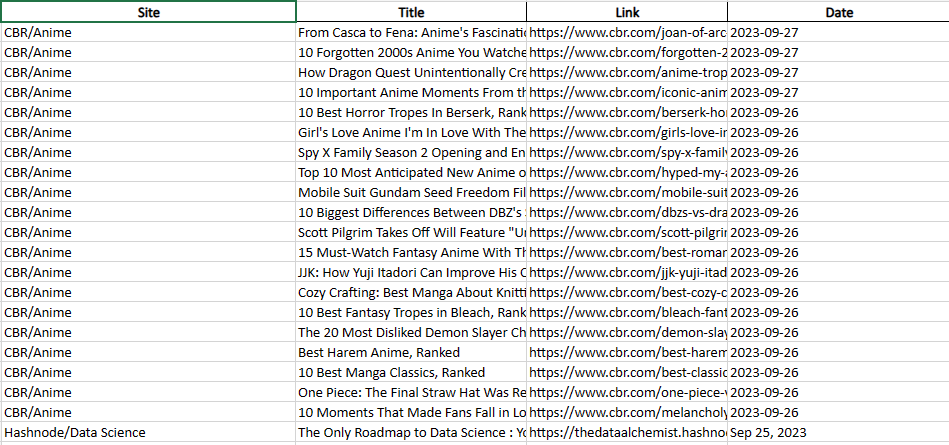 Site Title Link Date
CBR/Anime From Casca to Fena: Anime's Fascinati https://www.cbr.com/joan-of-arc 2023-09-27
CBR/Anime 10 Forgotten 2000s Anime You Watche https://www.cbr.com/forgotten-2 2023-09-27
CBR/Anime How Dragon Quest Unintentionally Cre https://www.cbr.com/anime-trop 2023-09-27
CBR/Anime 10 Important Anime Moments From th https://www.cbr.com/iconic-anim 2023-09-27
CBR/Anime 10 Best Horror Tropes In Berserk, Rank https://www.cbr.com/berserk-ho 2023-09-26
CBR/Anime Girl's Love Anime I'm In Love With The https://www.cbr.com/girls-love-i 2023-09-26
CBR/Anime Spy X Family Season 2 Opening and En https://www.cbr.com/spy-x-famil 2023-09-26
CBR/Anime Top 10 Most Anticipated New Anime o https://www.cbr.com/hyped-my- 2023-09-26
CBR/Anime Mobile Suit Gundam Seed Freedom Fil https://www.cbr.com/mobile-suit 2023-09-26
CBR/Anime 10 Biggest Differences Between DBZ's https://www.cbr.com/dbzs-vs-dra 2023-09-26
CBR/Anime Scott Pilgrim Takes Off Will Feature "U https://www.cbr.com/scott-pilgri 2023-09-26
CBR/Anime 15 Must-Watch Fantasy Anime With Th https://www.cbr.com/best-roman 2023-09-26
CBR/Anime JJK: How Yuji Itadori Can Improve His C https://www.cbr.com/jjk-yuji-itad 2023-09-26
CBR/Anime Cozy Crafting: Best Manga About Knitti https://www.cbr.com/best-cozy-c 2023-09-26
CBR/Anime 10 Best Fantasy Tropes in Bleach, Rank https://www.cbr.com/bleach-fant 2023-09-26
CBR/Anime The 20 Most Disliked Demon Slayer Ch https://www.cbr.com/demon-slay 2023-09-26
CBR/Anime Best Harem Anime, Ranked https://www.cbr.com/best-harem 2023-09-26
CBR/Anime 10 Best Manga Classics, Ranked https://www.cbr.com/best-classic 2023-09-26
CBR/Anime One Piece: The Final Straw Hat Was Re https://www.cbr.com/one-piece- 2023-09-26
CBR/Anime 10 Moments That Made Fans Fall in Lo https://www.cbr.com/melancholy 2023-09-26
Hashnode/Data Science The Only Roadmap to Data Science : Yo https://thedataalchemist.hashno Sep 25, 2023